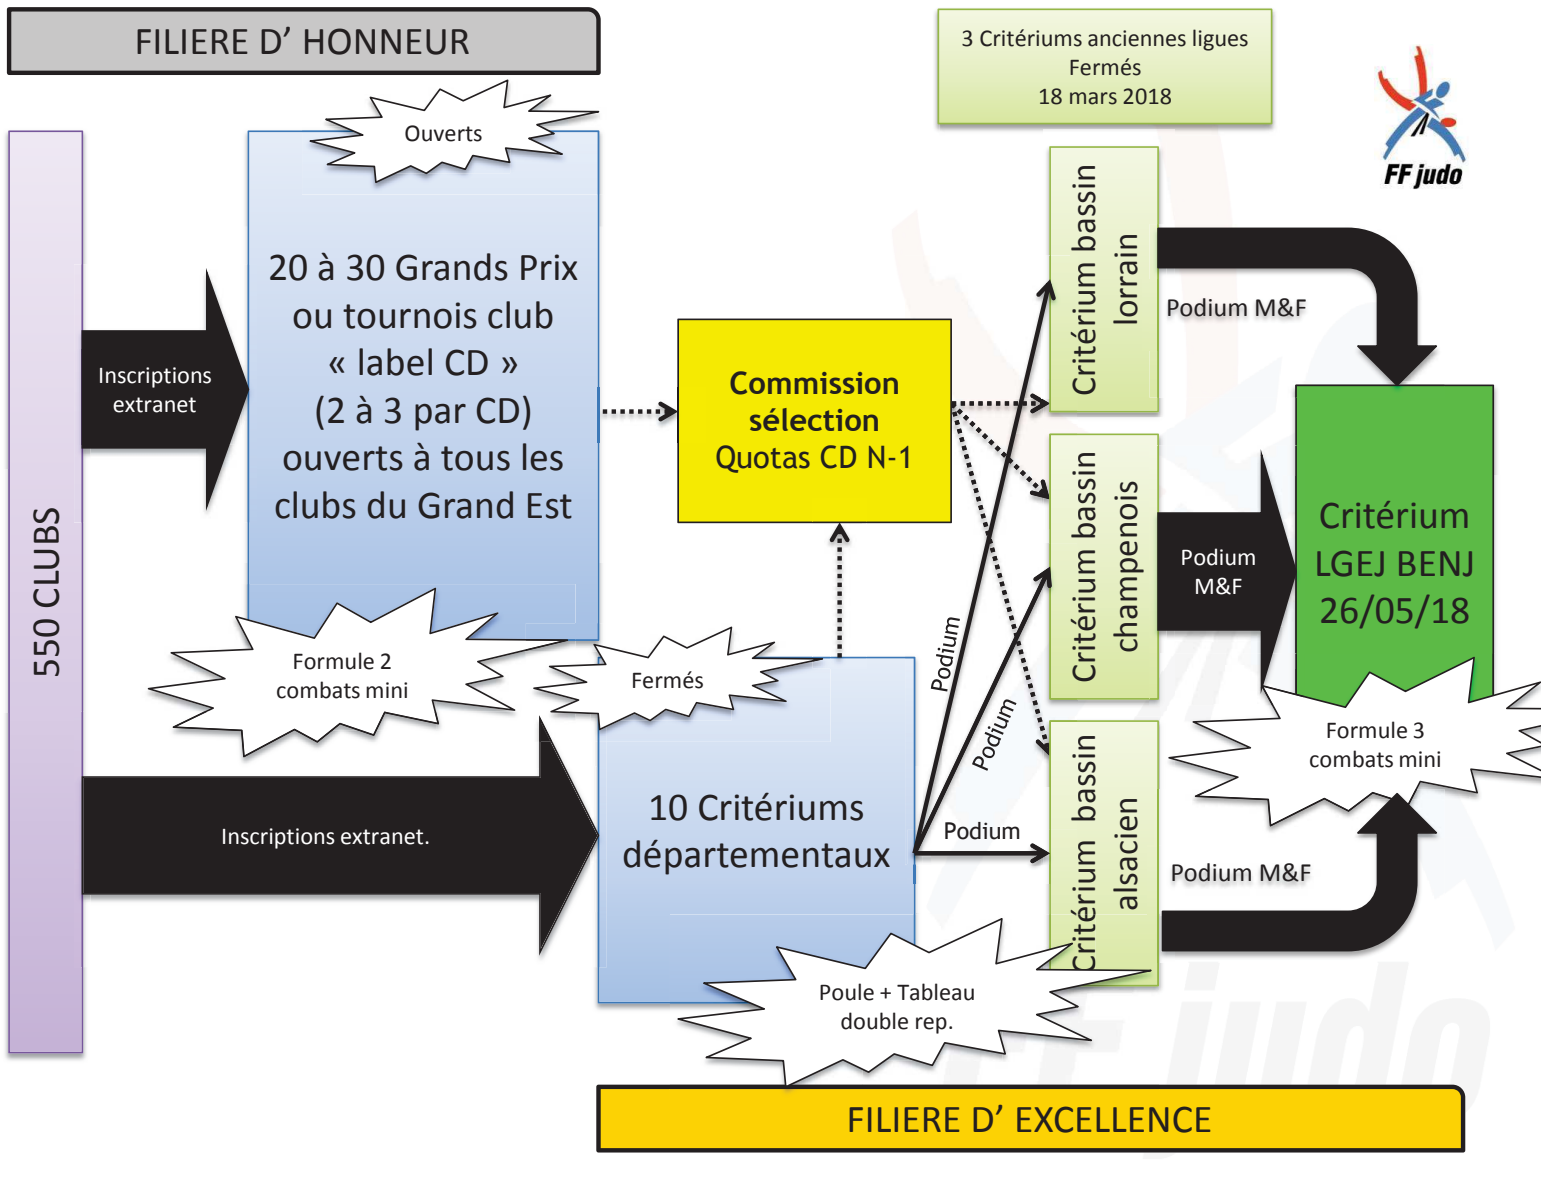 FILIERE D’ HONNEUR
3 Critériums anciennes ligues
Fermés
18 mars 2018
FF judo
Ouverts
550 CLUBS
Inscriptions
extranet
20 à 30 Grands Prix
ou tournois club
« label CD »
(2 à 3 par CD)
ouverts à tous les
clubs du Grand Est
Formule 2
combats mini
Commission
sélection
Quotas CD N-1
Critérium bassin
lorrain
Podium M&F
Critérium bassin
champenois
Podium
M&F
Critérium
LGEJ BENJ
26/05/18
Formule 3
combats mini
Fermés
Inscriptions extranet.
10 Critériums
départementaux
Podium
Podium
Podium
Critérium bassin
alsacien
Podium M&F
Poule + Tableau
double rep.
FF judo
FILIERE D’ EXCELLENCE